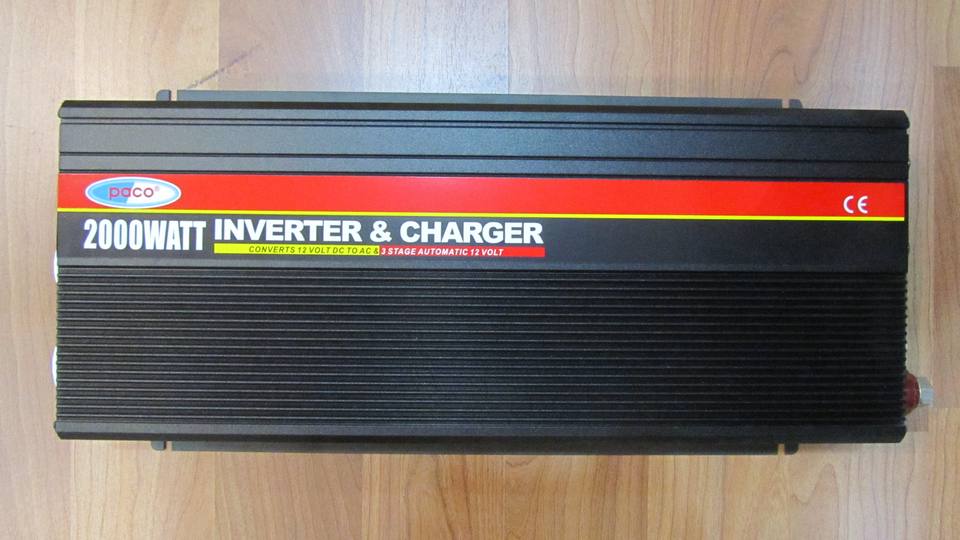 paco®
CE
2000WATT INVERTER & CHARGER
CONVERTS 12 VOLT DC TO AC & 3 STAGE AUTOMATIC 12 VOLT